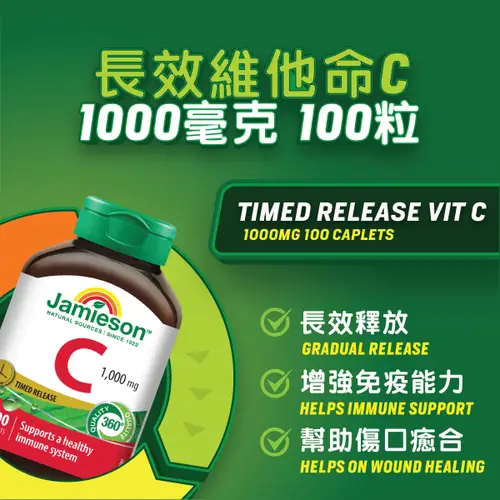 長效維他命C
1000毫克 100粒
TIMED RELEASE VIT C
1000MG 100 CAPLETS
Jamieson™
NATURAL SOURCES | SINCE 1922
C
1,000 mg
TIMED RELEASE
QUALITY
360°
QUALITY
Supports a healthy
immune system
長效釋放
GRADUAL RELEASE
增強免疫能力
HELPS IMMUNE SUPPORT
幫助傷口癒合
HELPS ON WOUND HEALING